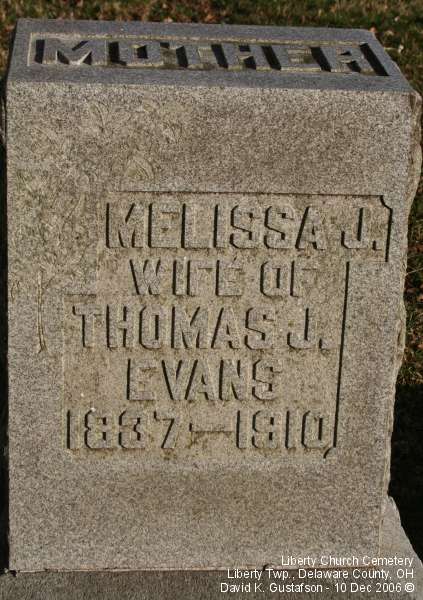 MOTHER
MELISSA J.
WIFE OF
THOMAS J.
EVANS
1837-1910
Liberty Church Cemetery
Liberty Twp., Delaware County, OH
David K. Gustafson - 10 Dec 2006 ©